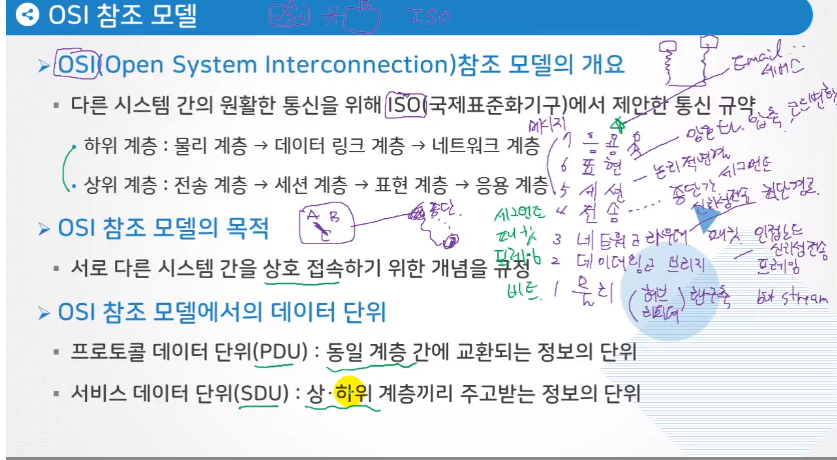 OSI 참조 모델
A
B
ISO
OSI(Open System Interconnection)참조 모델의 개요
Email
서비스
다른 시스템 간의 원활한 통신을 위해 ISO(국제표준화기구)에서 제안한 통신 규약
메시지
7 응용
압축
하위 계층 : 물리 계층 → 데이터 링크 계층 → 네트워크 계층
6 표현
논리적연결
상위 계층 : 전송 계층 → 세션 계층 → 표현 계층 → 응용 계층
5 세션
종단간
세그먼트
신뢰성전송
최단경로
세그먼트
4 전송
OSI 참조 모델의 목적
A B
C
종단
패킷
3 네트워크 라우터 패킷
서로 다른 시스템 간을 상호 접속하기 위한 개념을 규정
프레임
2 데이터링크 브리지 프레임
신뢰성전송
비트
1 물리 (허브
리피터) bit stream
OSI 참조 모델에서의 데이터 단위
프로토콜 데이터 단위(PDU) : 동일 계층 간에 교환되는 정보의 단위
서비스 데이터 단위(SDU) : 상·하위 계층끼리 주고받는 정보의 단위